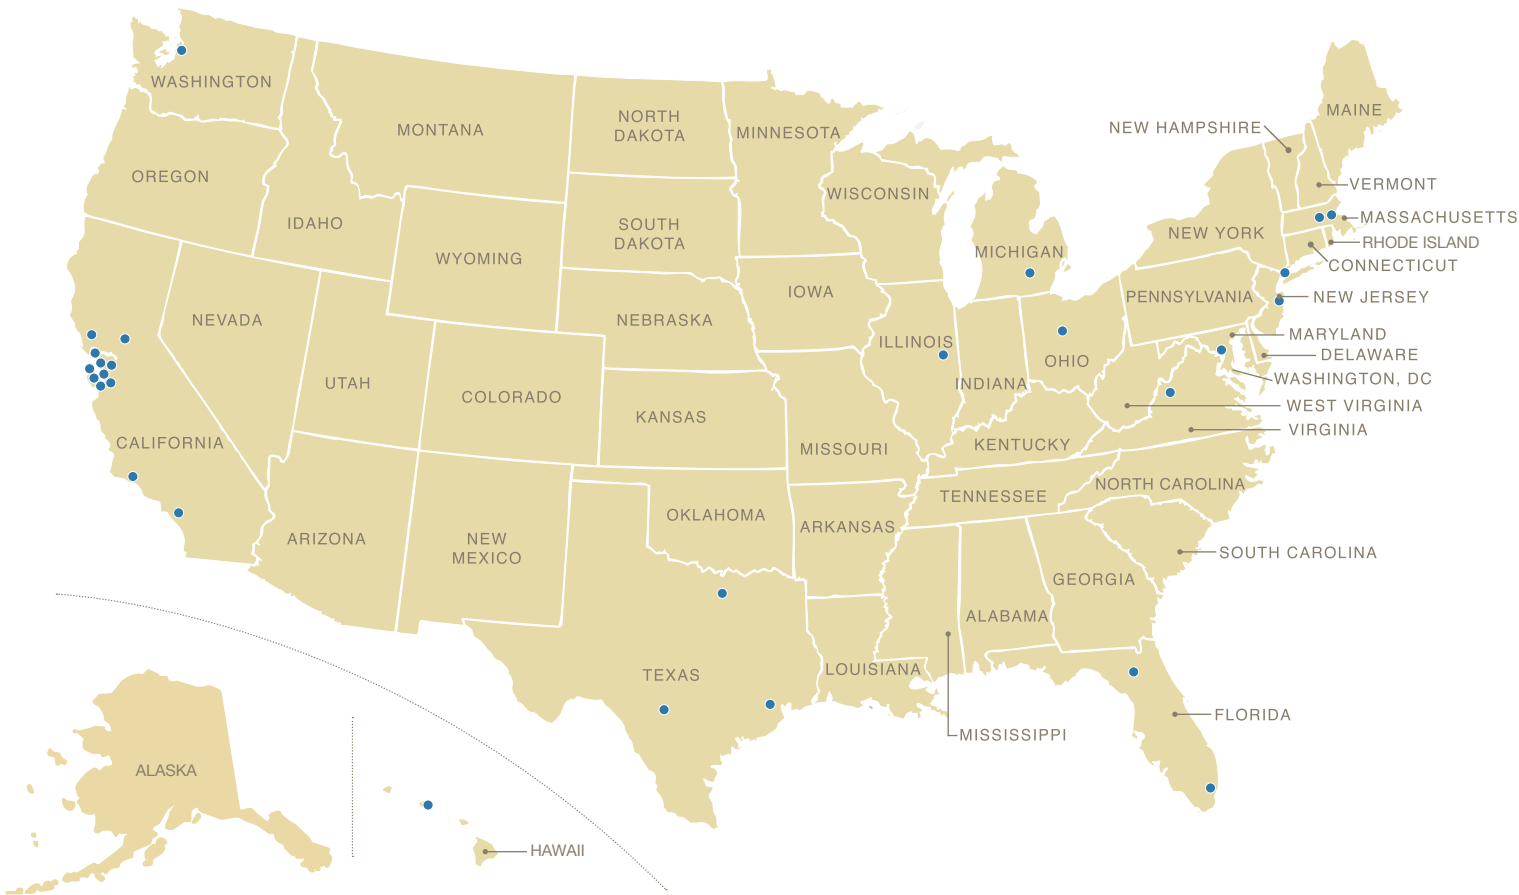 WASHINGTON
MONTANA
NORTH
DAKOTA
MINNESOTA
MAINE
NEW HAMPSHIRE
OREGON
IDAHO
WISCONSIN
VERMONT
SOUTH
DAKOTA
MASSACHUSETTS
NEW YORK
RHODE ISLAND
MICHIGAN
WYOMING
CONNECTICUT
IOWA
PENNSYLVANIA
NEW JERSEY
NEVADA
NEBRASKA
MARYLAND
ILLINOIS
DELAWARE
OHIO
UTAH
INDIANA
WASHINGTON, DC
COLORADO
WEST VIRGINIA
KANSAS
VIRGINIA
CALIFORNIA
KENTUCKY
MISSOURI
NORTH CAROLINA
TENNESSEE
OKLAHOMA
ARKANSAS
ARIZONA
NEW
MEXICO
SOUTH CAROLINA
GEORGIA
ALABAMA
LOUISIANA
TEXAS
FLORIDA
MISSISSIPPI
ALASKA
HAWAII